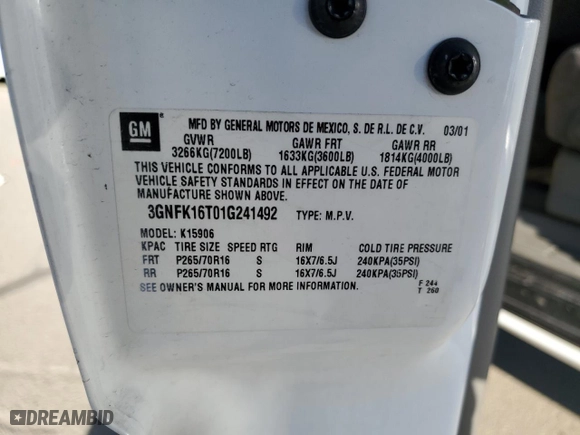 GM
MFD BY GENERAL MOTORS DE MEXICO, S. DE R.L. DE C.V. 03/01
GVWR GAWR FRT GAWR RR
3266KG(7200LB) 1633KG(3600LB) 1814KG(4000LB)
THIS VEHICLE CONFORMS TO ALL APPLICABLE U.S. FEDERAL MOTOR
VEHICLE SAFETY STANDARDS IN EFFECT ON THE DATE OF
MANUFACTURE SHOWN ABOVE.
3GNFK16T01G241492 TYPE: M.P.V.
MODEL: K15906
KPAC TIRE SIZE SPEED RTG RIM COLD TIRE PRESSURE
FRT P265/70R16 S 16X7/6.5J 240KPA(35PSI)
RR P265/70R16 S 16X7/6.5J 240KPA(35PSI)
SEE OWNER'S MANUAL FOR MORE INFORMATION.
F 244
T 260
DREAMBID